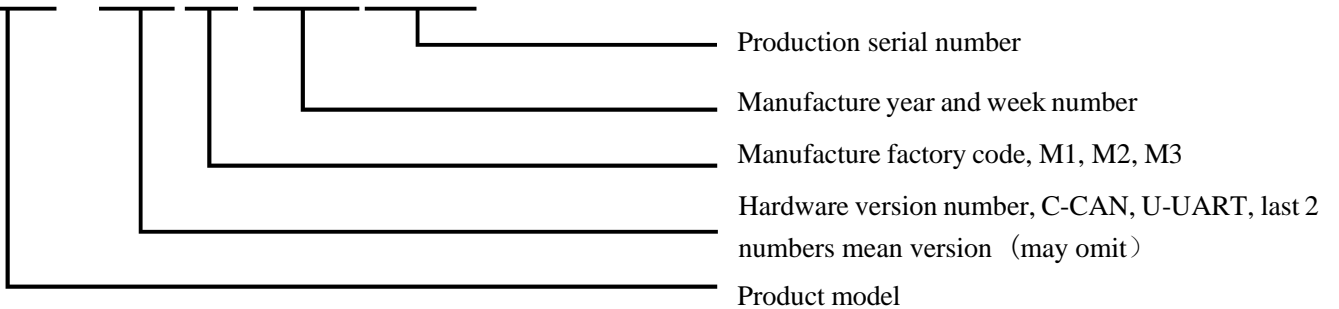 Production serial number
Manufacture year and week number
Manufacture factory code, M1, M2, M3
Hardware version number, C-CAN, U-UART, last 2
numbers mean version（may omit）
Product model